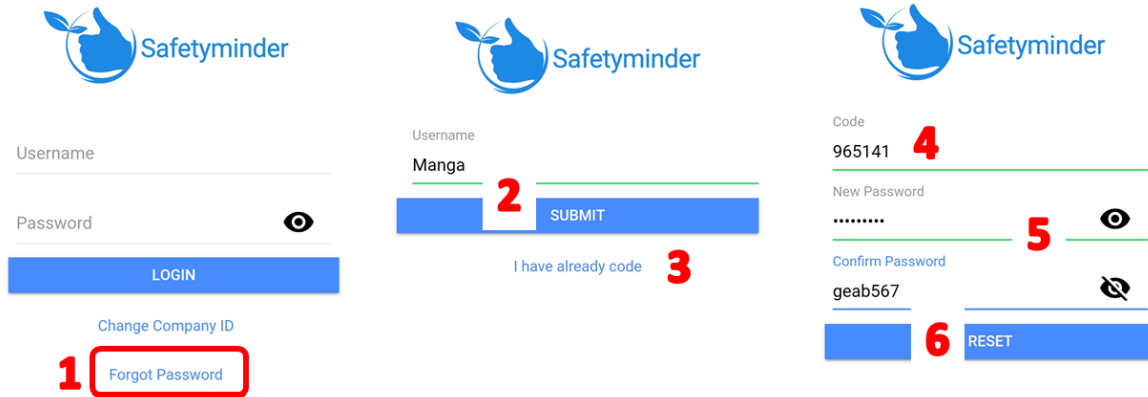 Safetyminder
Username
Password
LOGIN
Change Company ID
1
Forgot Password
Safetyminder
Username
Manga
2
SUBMIT
I have already code
3
Safetyminder
Code
965141
4
New Password
•••••••••
5
Confirm Password
geab567
6
RESET